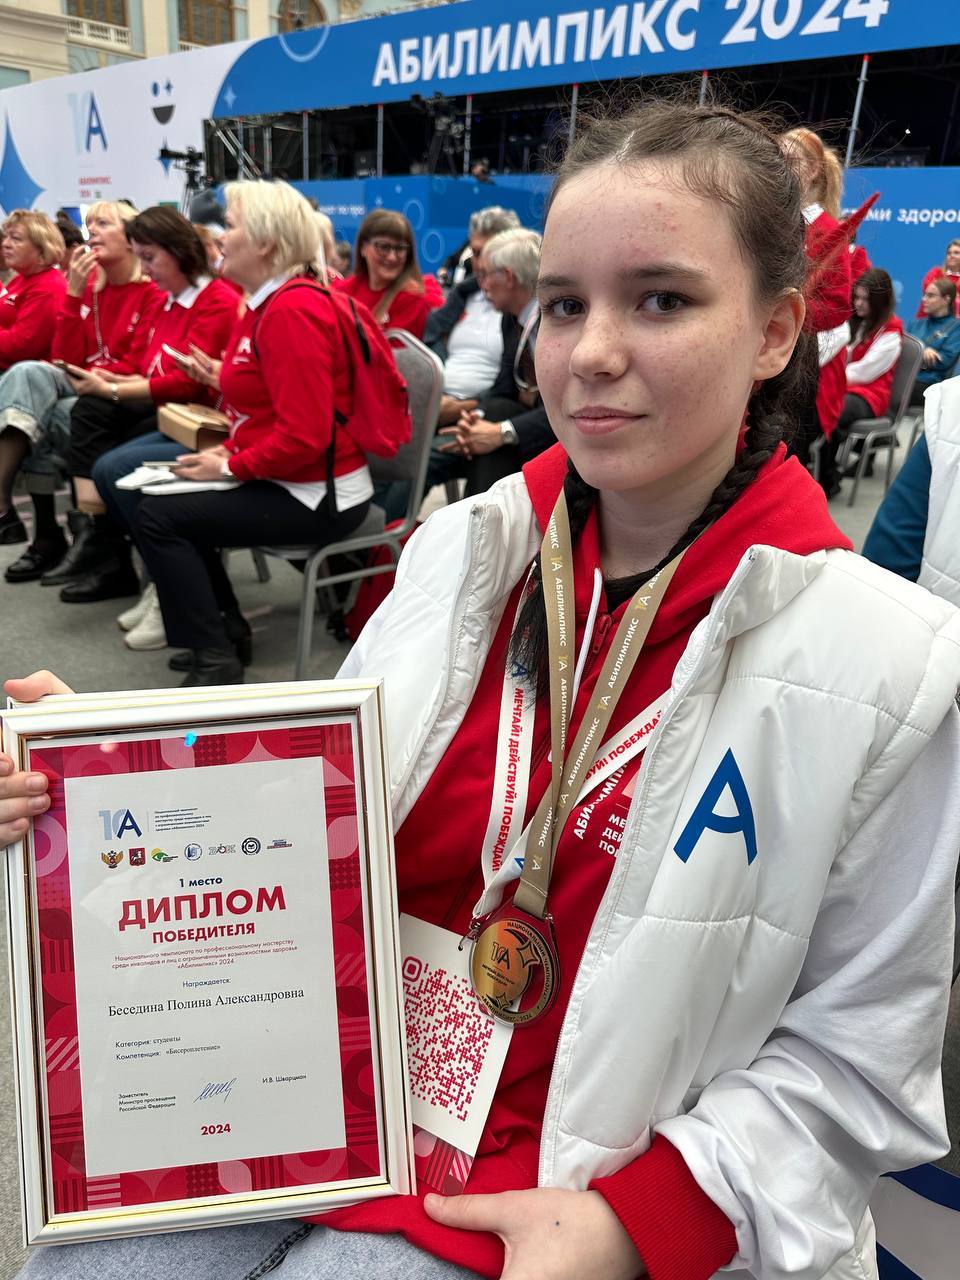 АБИЛИМПИКС 2024
АБИЛИМПИКС
МЕЧТАЙ! ДЕЙСТВУЙ! ПОБЕЖДАЙ!
АБИЛИМПИКС
ПОБЕЖДАЙ!
1 место
ДИПЛОМ
ПОБЕДИТЕЛЯ
Национального чемпионата по профессиональному мастерству
среди инвалидов и лиц с ограниченными возможностями здоровья
«Абилимпикс» 2024
Награждается:
Беседина Полина Александровна
Категория: студенты
Компетенция: «Бисероплетение»
Заместитель
Министра просвещения
Российской Федерации
И.В. Шварцман
2024